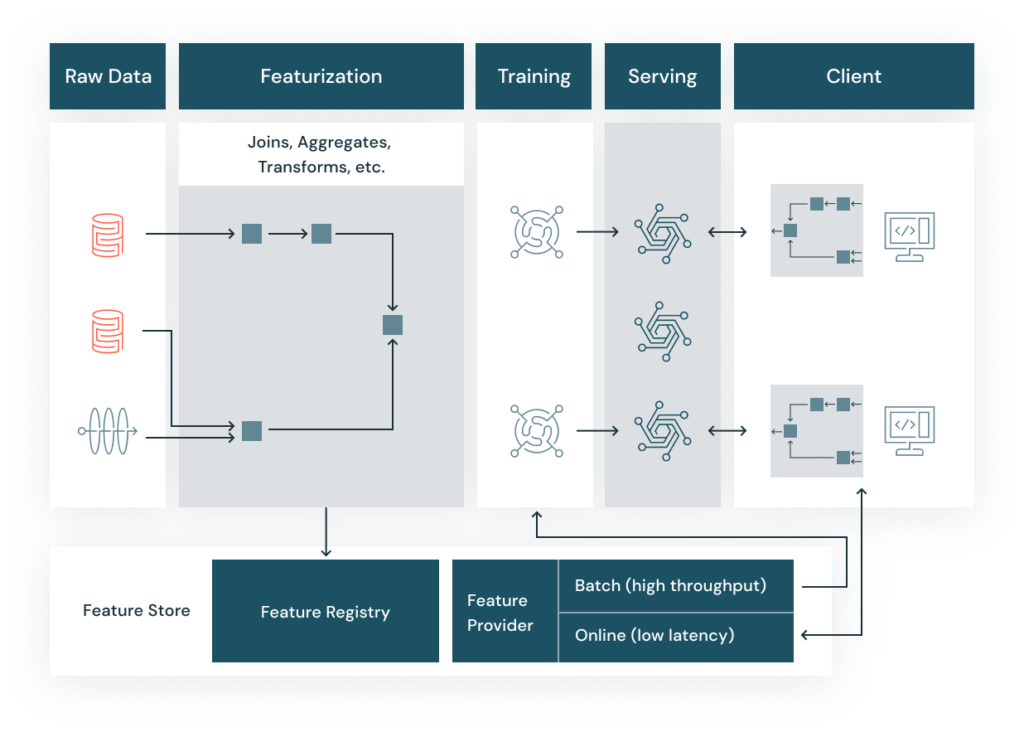 Raw Data
Featurization
Training
Serving
Client
Joins, Aggregates,
Transforms, etc.
</>
</>
Feature Store
Feature Registry
Feature
Provider
Batch (high throughput)
Online (low latency)